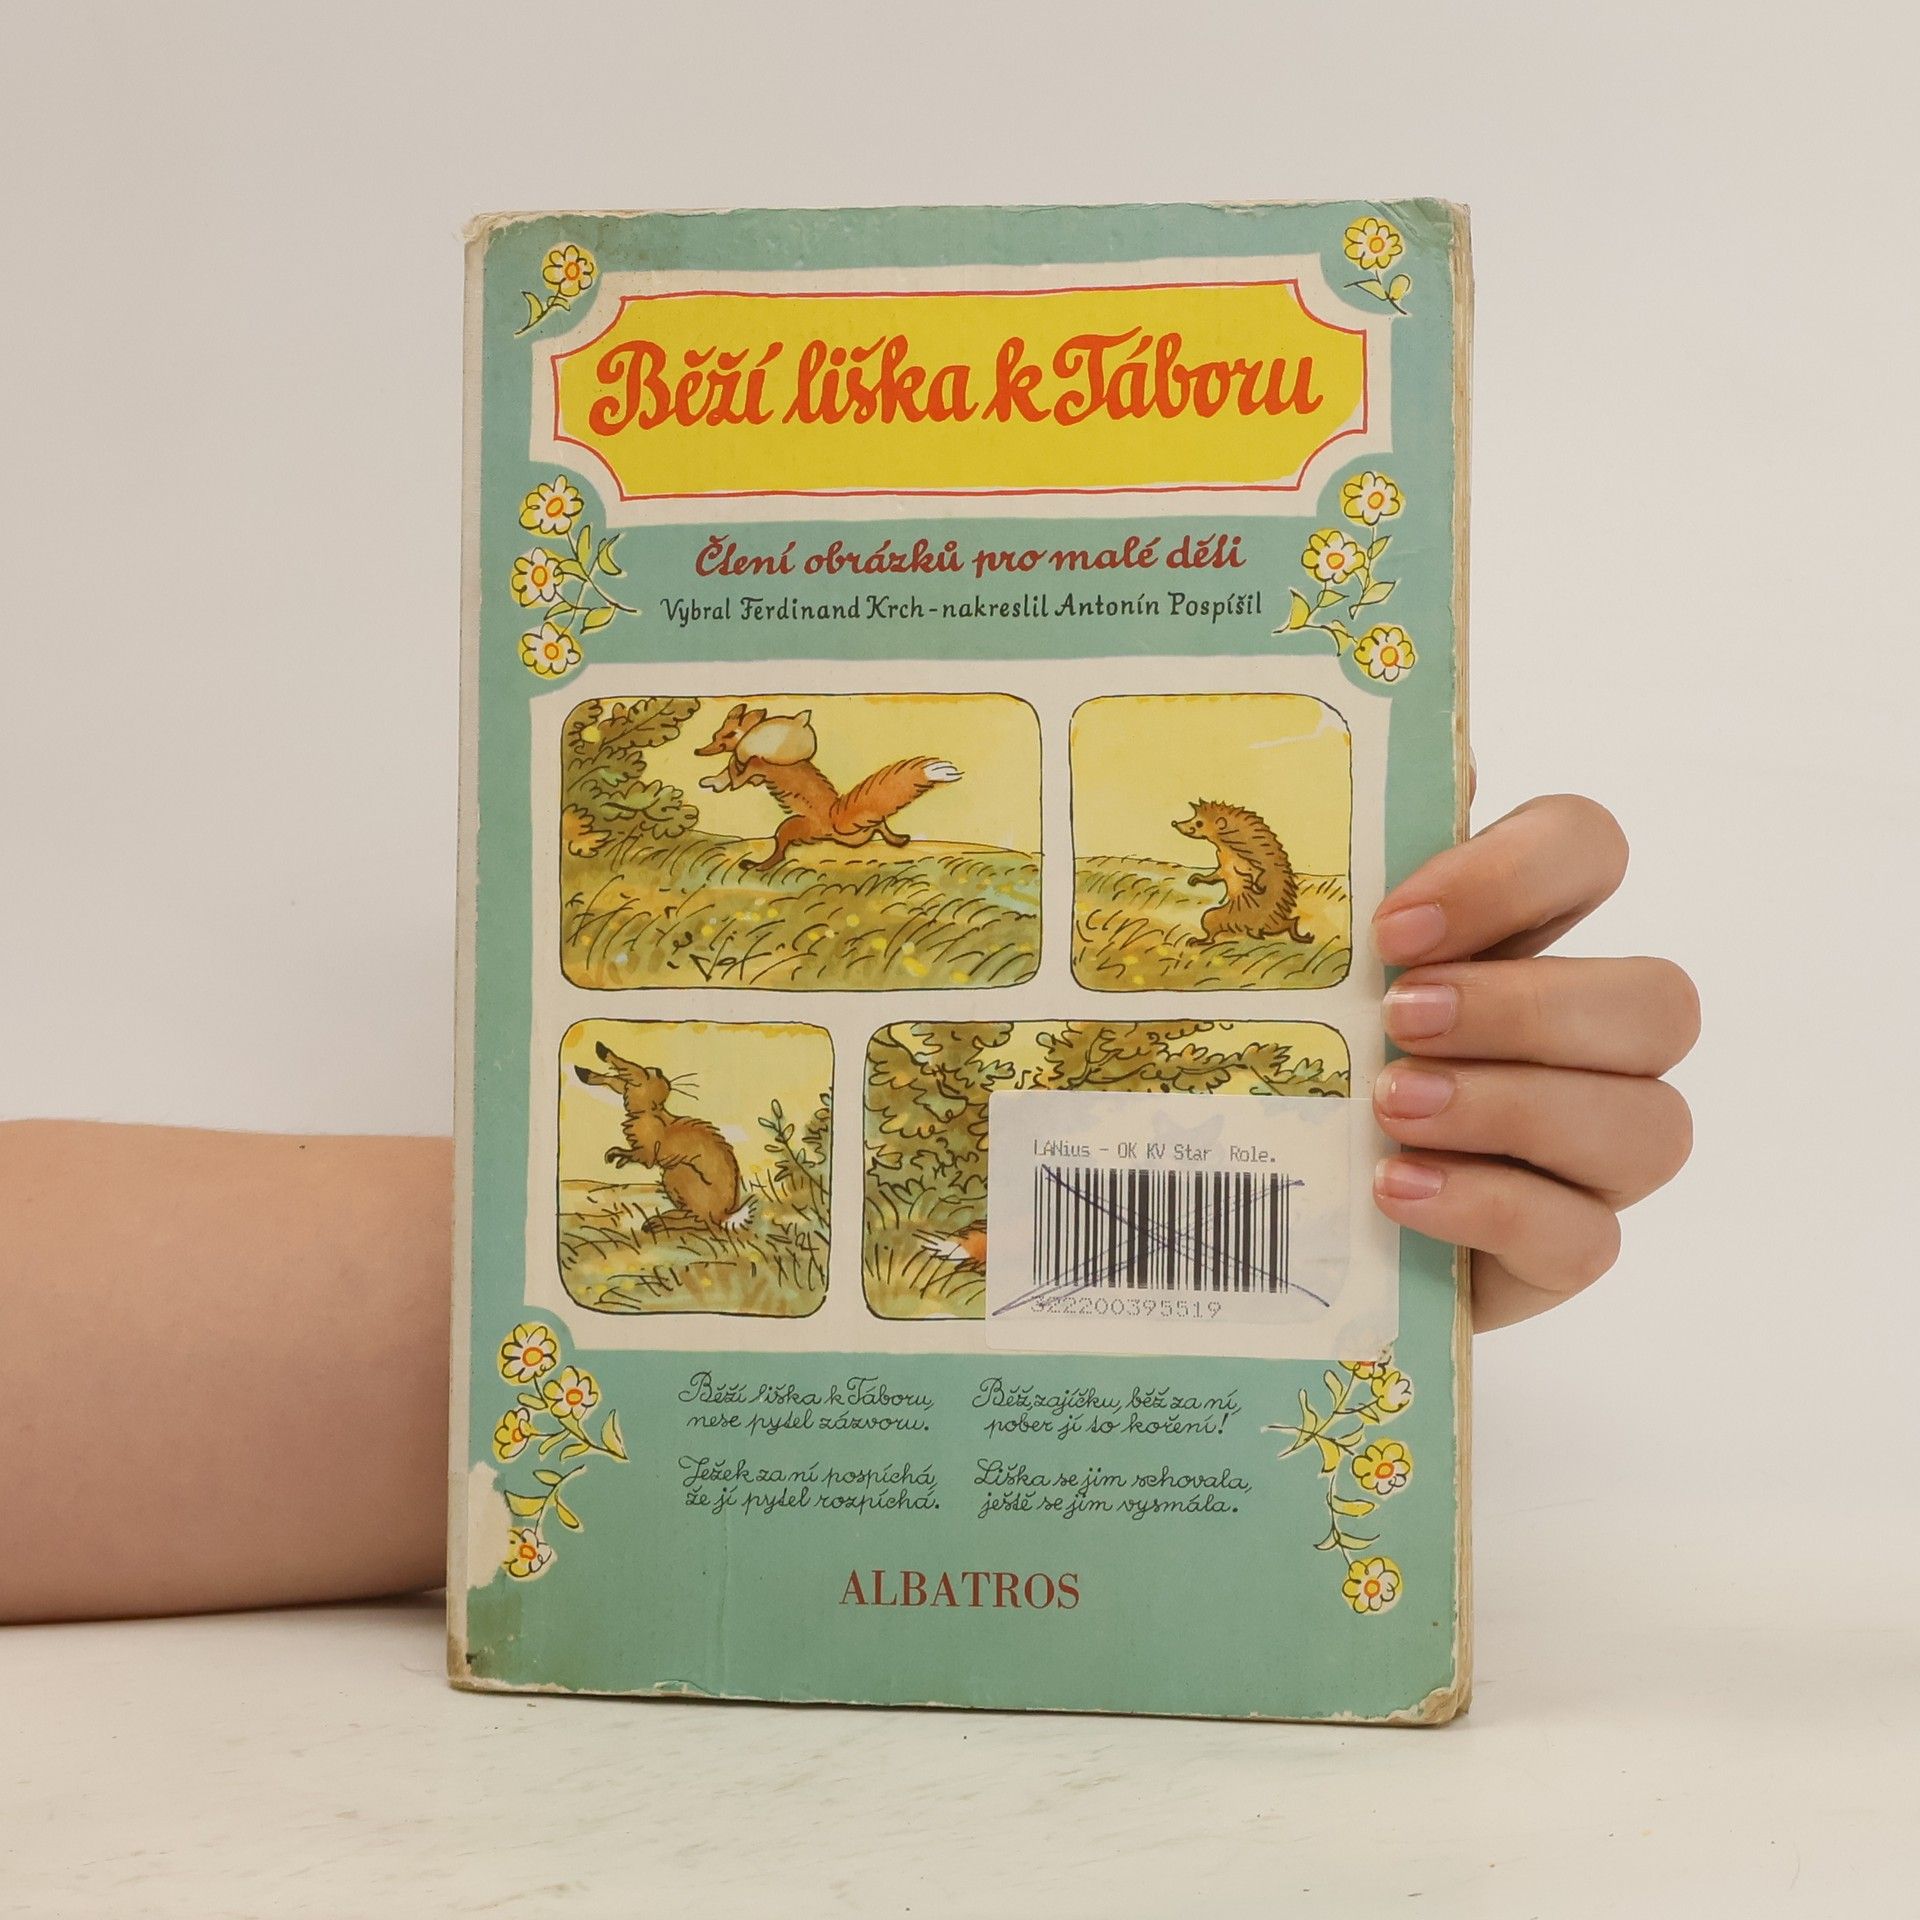 Běží liška k Táboru
Čtení obrázků pro malé děti
Vybral Ferdinand Krch - nakreslil Antonín Pospíšil
LANius - OK KV Star Role.
322200395519
Běží liška k Táboru,
nese pytel zázvoru.
Ježek za ní pospíchá,
že jí pytel rozpíchá.
Běž, zajíčku, běž za ní,
pober jí to koření!
Liška se jim schovala,
ještě se jim vysmála.
ALBATROS